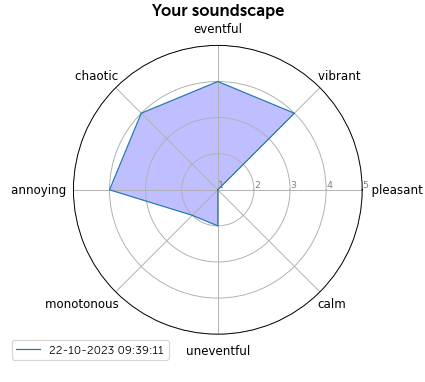 Your soundscape
eventful
chaotic
vibrant
annoying
1 2 3 4 5
pleasant
monotonous
calm
uneventful
22-10-2023 09:39:11